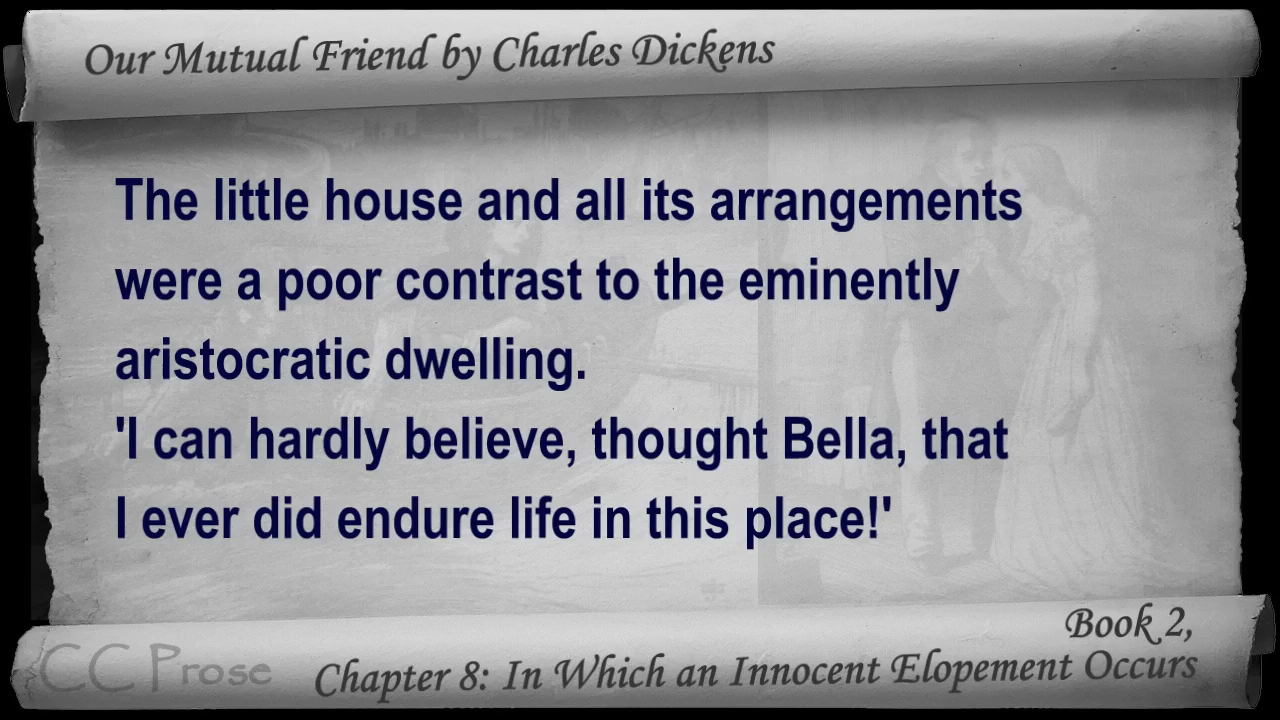 Our Mutual Friend by Charles Dickens
The little house and all its arrangements
were a poor contrast to the eminently
aristocratic dwelling.
'I can hardly believe, thought Bella, that
I ever did endure life in this place!'
Book 2,
CC Prose
Chapter 8: In Which an Innocent Elopement Occurs